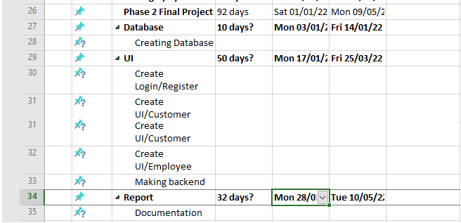 26 Phase 2 Final Project 92 days Sat 01/01/2 Mon 09/05/2
27 Database 10 days? Mon 03/01/2 Fri 14/01/22
28 Creating Database
29 UI 50 days? Mon 17/01/2 Fri 25/03/22
30 Create
Login/Register
31 Create
UI/Customer
31 Create
UI/Customer
32 Create
UI/Employee
33 Making backend
34 Report 32 days? Mon 28/0 Tue 10/05/22
35 Documentation